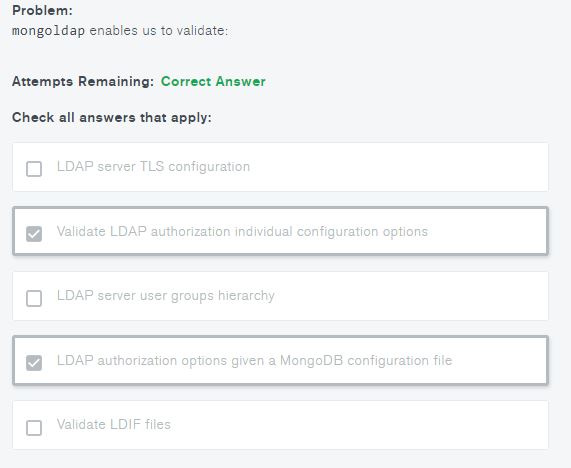 Problem:
mongoldap enables us to validate:
Attempts Remaining: Correct Answer
Check all answers that apply:
LDAP server TLS configuration
Validate LDAP authorization individual configuration options
LDAP server user groups hierarchy
LDAP authorization options given a MongoDB configuration file
Validate LDIF files